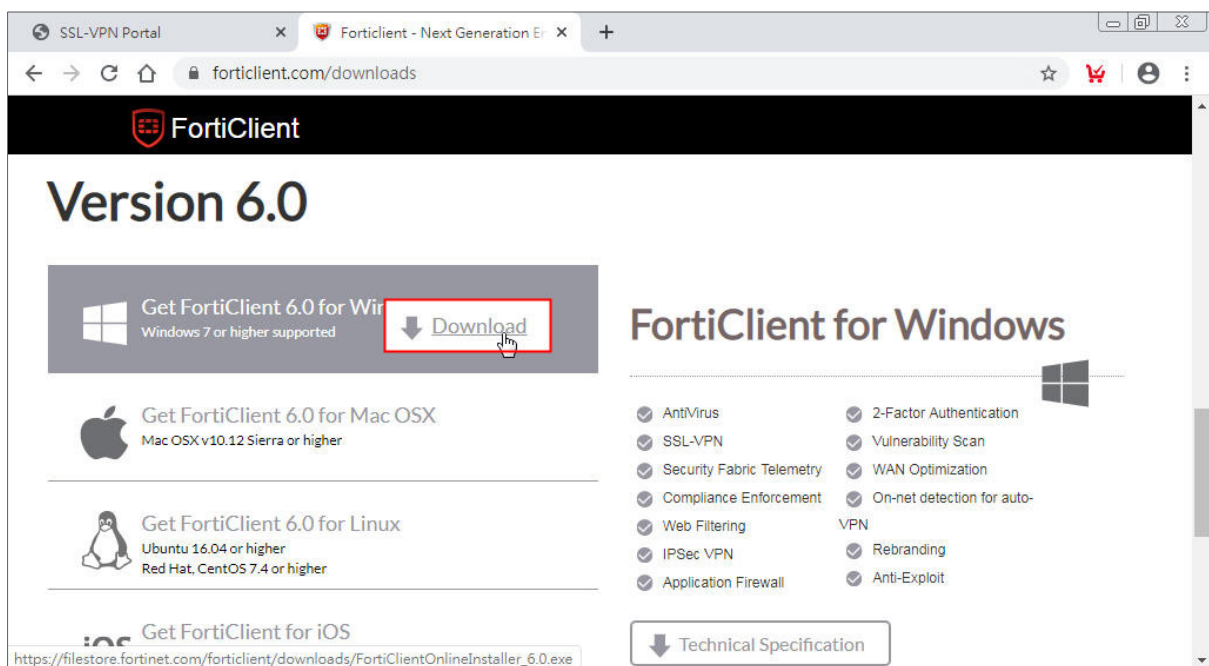 SSL-VPN Portal
Forticlient - Next Generation
forticlient.com/downloads
FortiClient
Version 6.0
Get FortiClient 6.0 for
Windows 7 or higher supported
Download
Get FortiClient 6.0 for Mac OSX
Mac OSX v10.12 Sierra or higher
Get FortiClient 6.0 for Linux
Ubuntu 16.04 or higher
Red Hat, CentOS 7.4 or higher
Get FortiClient for iOS
iOS
https://filestore.fortinet.com/forticlient/downloads/FortiClientOnlineInstaller_6.0.exe
FortiClient for Windows
AntiVirus
SSL-VPN
Security Fabric Telemetry
Compliance Enforcement
Web Filtering
IPSec VPN
Application Firewall
2-Factor Authentication
Vulnerability Scan
WAN Optimization
On-net detection for auto-
VPN
Rebranding
Anti-Exploit
Technical Specification